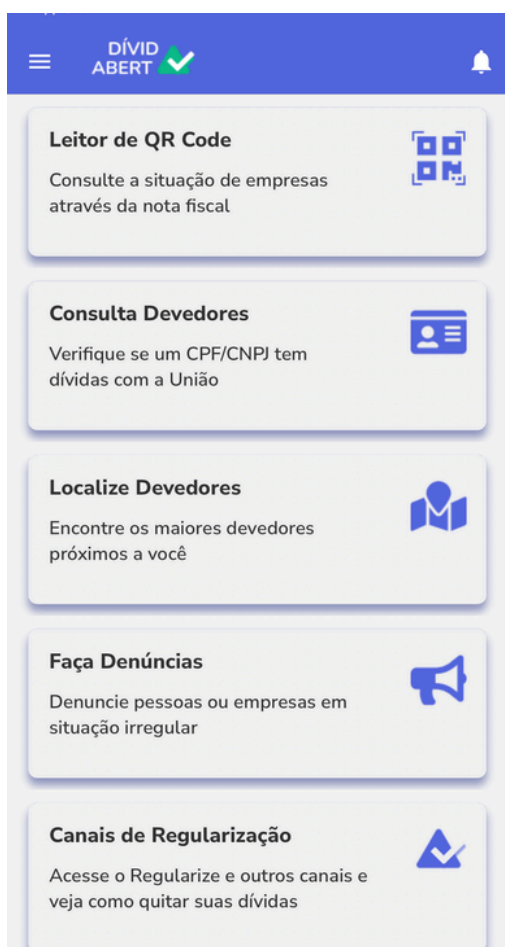 DÍVID
ABERT
Leitor de QR Code
Consulte a situação de empresas
através da nota fiscal
Consulta Devedores
Verifique se um CPF/CNPJ tem
dívidas com a União
Localize Devedores
Encontre os maiores devedores
próximos a você
Faça Denúncias
Denuncie pessoas ou empresas em
situação irregular
Canais de Regularização
Acesse o Regularize e outros canais e
veja como quitar suas dívidas